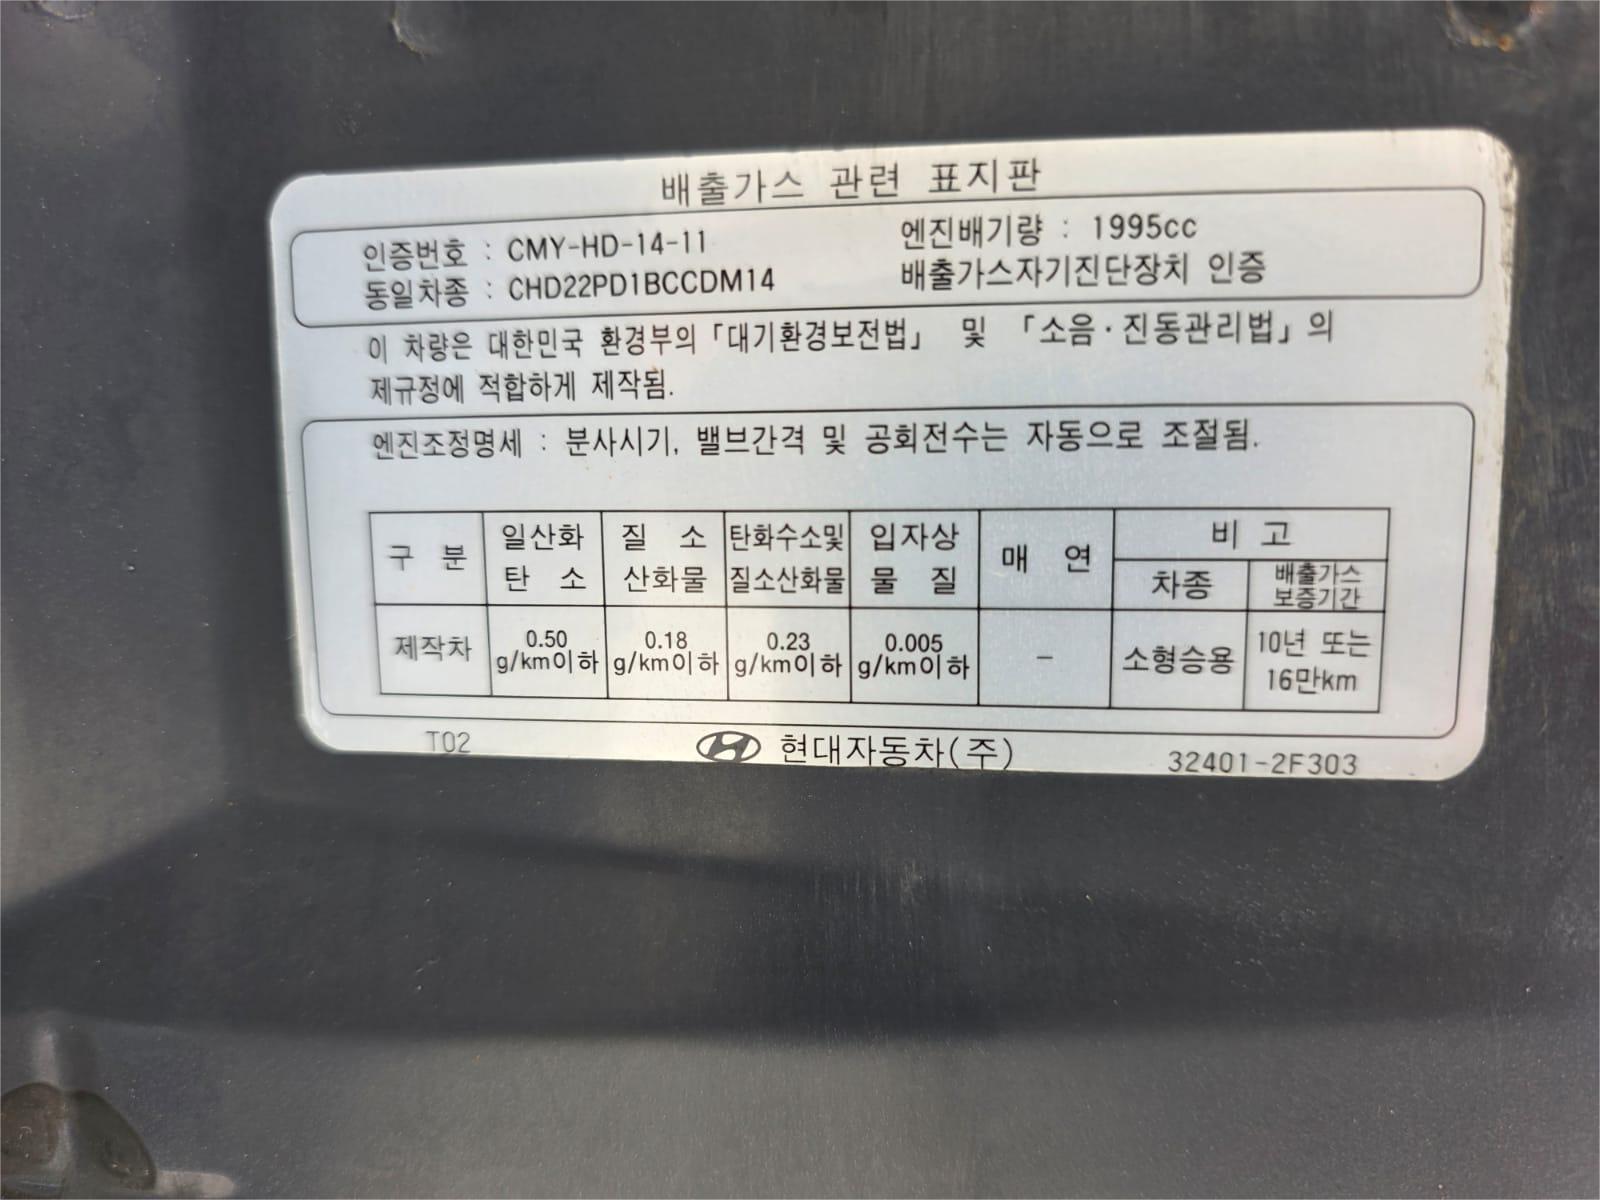 배출가스 관련 표지판
인증번호 : CMY-HD-14-11 엔진배기량 : 1995cc
동일차종 : CHD22PD1BCCDM14 배출가스자기진단장치 인증
이 차량은 대한민국 환경부의「대기환경보전법」 및 「소음·진동관리법」의
제규정에 적합하게 제작됨.
엔진조정명세 : 분사시기, 밸브간격 및 공회전수는 자동으로 조절됨.
구 분 일산화 탄 소 질 소 산화물 탄화수소및 질소산화물 입자상 물 질 매 연 비 고
차종 배출가스 보증기간
제작차 0.50 g/km이하 0.18 g/km이하 0.23 g/km이하 0.005 g/km이하 - 소형승용 10년 또는 16만km
T02 현대자동차(주) 32401-2F303